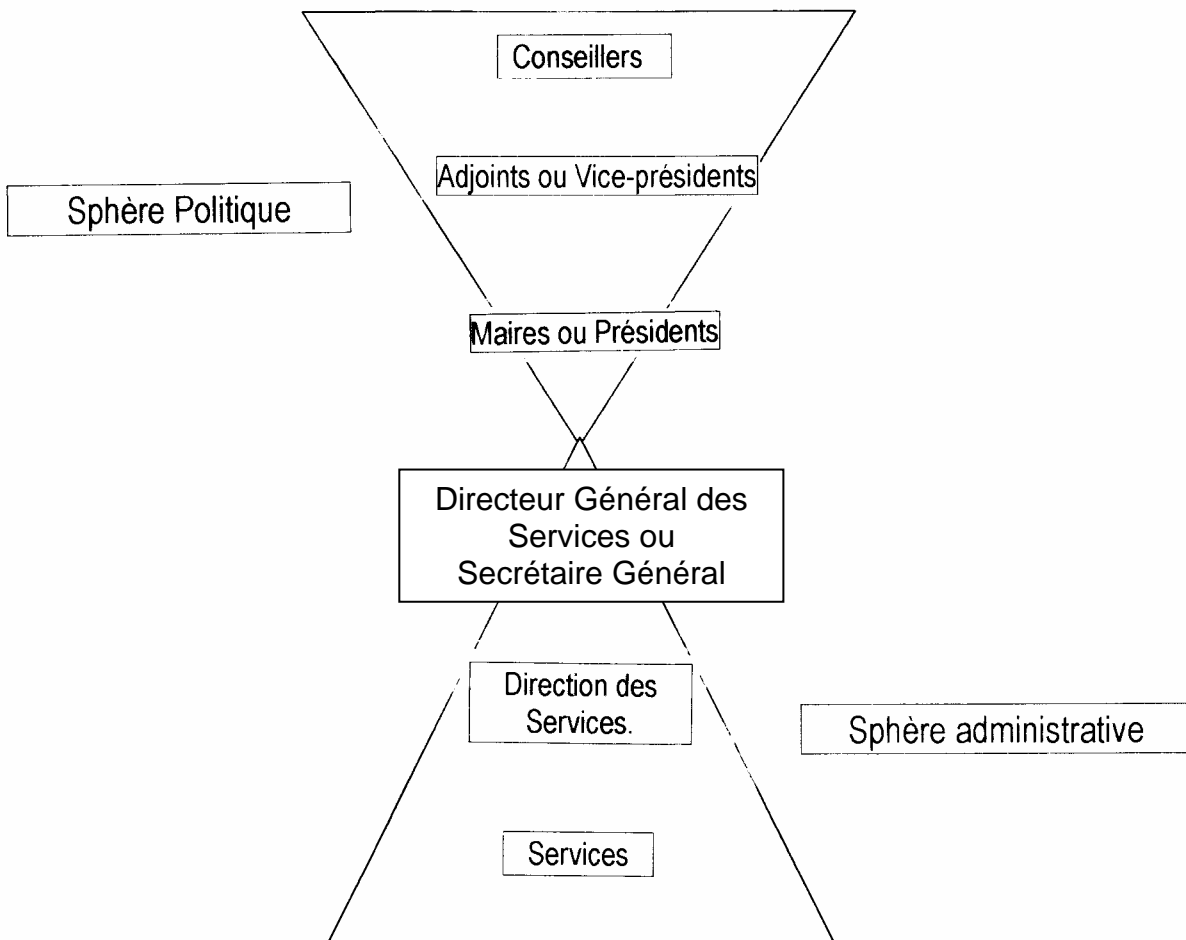 Conseillers
Adjoints ou Vice-présidents
Sphère Politique
Maires ou Présidents
Directeur Général des
Services ou
Secrétaire Général
Direction des
Services.
Sphère administrative
Services